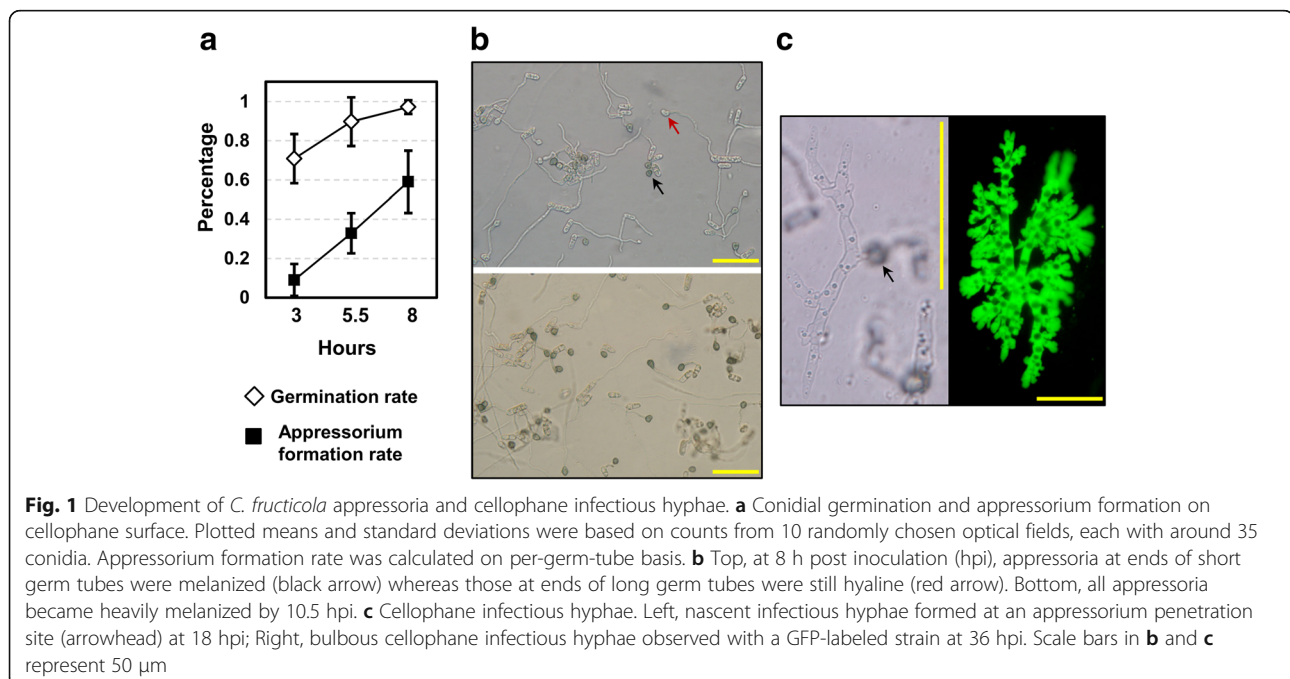 a
b
c
1
0.8
0.6
0.4
0.2
0
Percentage
3 5.5 8
Hours
Germination rate
Appressorium
formation rate
Fig. 1 Development of C. fructicola appressoria and cellophane infectious hyphae. a Conidial germination and appressorium formation on
cellophane surface. Plotted means and standard deviations were based on counts from 10 randomly chosen optical fields, each with around 35
conidia. Appressorium formation rate was calculated on per-germ-tube basis. b Top, at 8 h post inoculation (hpi), appressoria at ends of short
germ tubes were melanized (black arrow) whereas those at ends of long germ tubes were still hyaline (red arrow). Bottom, all appressoria
became heavily melanized by 10.5 hpi. c Cellophane infectious hyphae. Left, nascent infectious hyphae formed at an appressorium penetration
site (arrowhead) at 18 hpi; Right, bulbous cellophane infectious hyphae observed with a GFP-labeled strain at 36 hpi. Scale bars in b and c
represent 50 μm